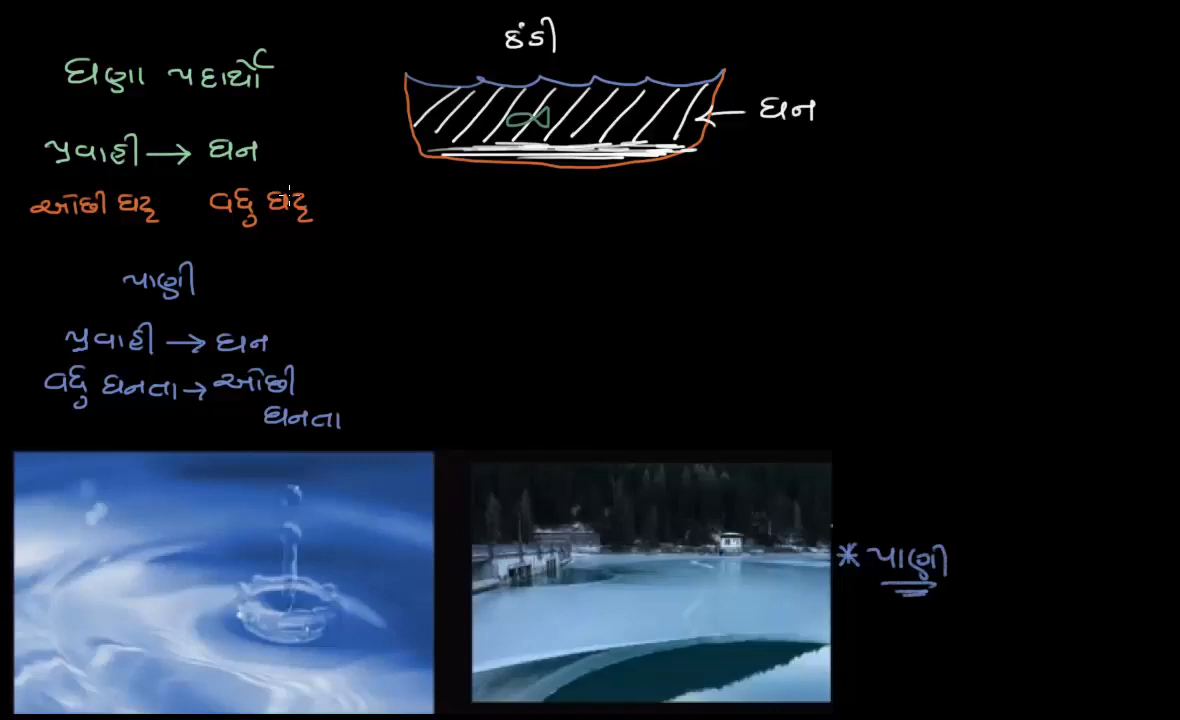 ઠંડી
ઘણા પદાર્થો
ઘન
પ્રવાહી → ઘન
ઓછી ઘટ્ટ વધુ ઘટ્ટ
પાણી
પ્રવાહી → ઘન
વધુ ઘનતા → ઓછી
ઘનતા
* પાણી